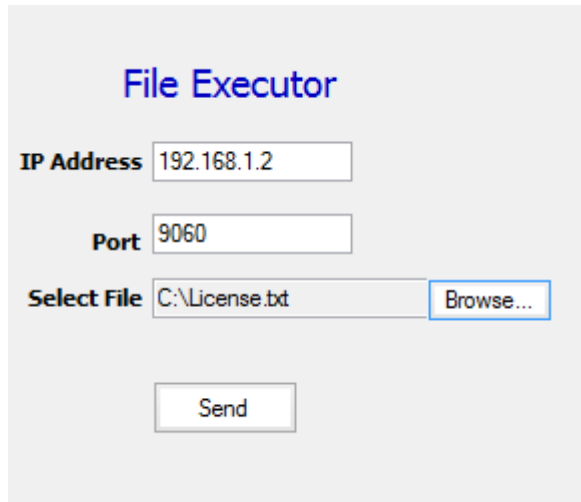 File Executor
IP Address 192.168.1.2
Port 9060
Select File C:\License.txt Browse...
Send